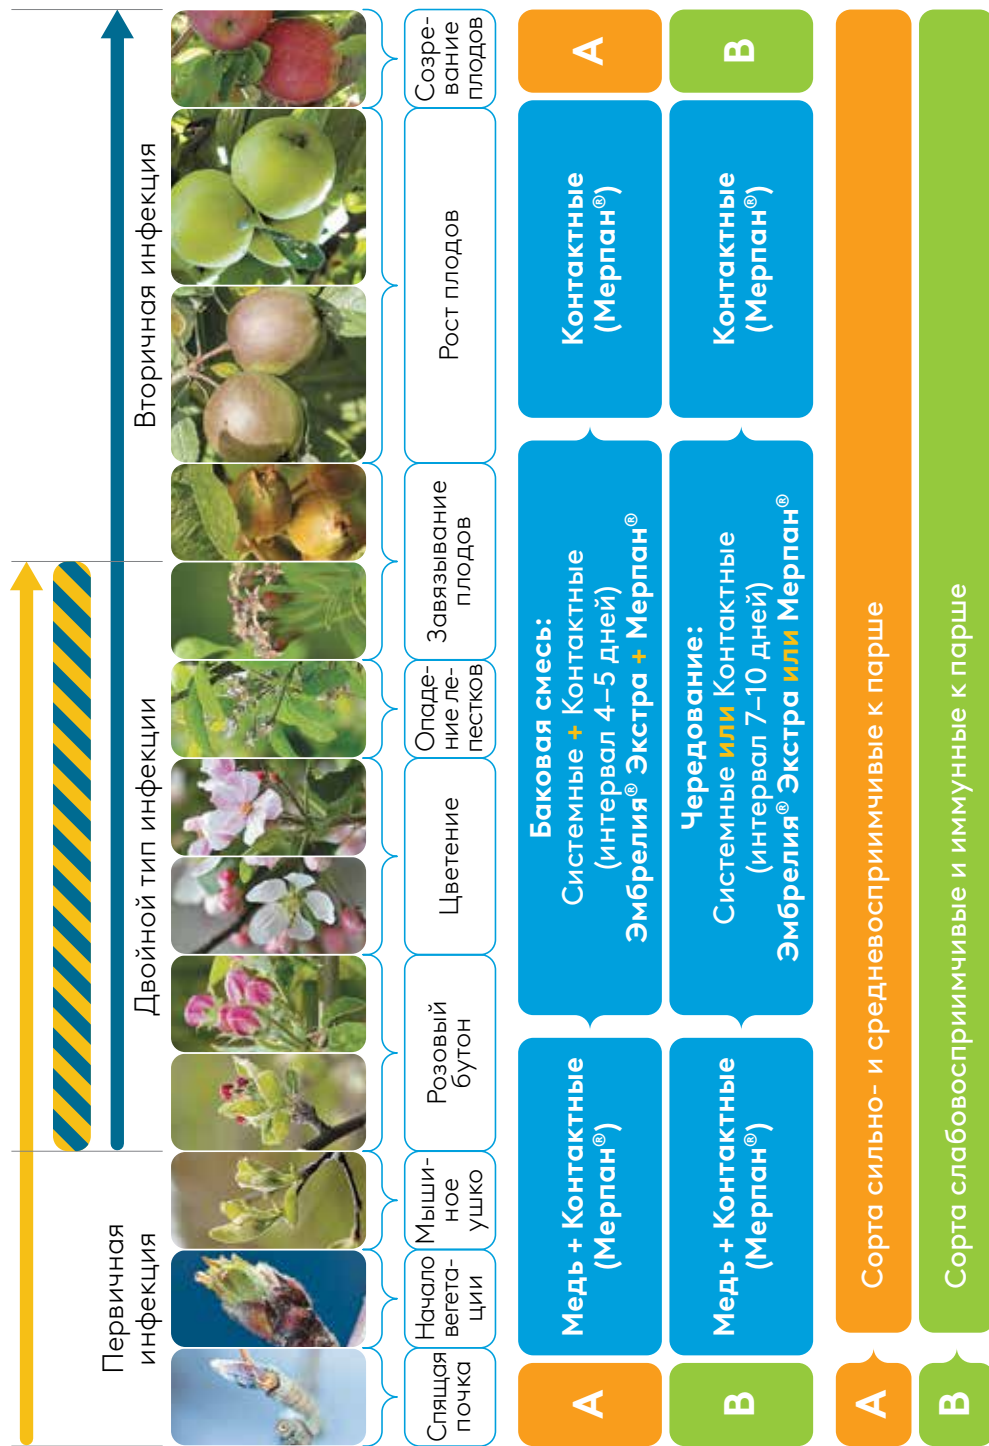 Первичная
инфекция
Двойной тип инфекции
Вторичная инфекция
Спящая
почка
Начало
вегета-
ции
Мыши-
ное
ушко
Розовый
бутон
Цветение
Опаде-
ние ле-
пестков
Завязывание
плодов
Рост плодов
Созре-
вание
плодов
A
Медь + Контактные
(Мерпан®)
Баковая смесь:
Системные + Контактные
(интервал 4–5 дней)
Эмбрелия® Экстра + Мерпан®
Контактные
(Мерпан®)
A
B
Медь + Контактные
(Мерпан®)
Чередование:
Системные или Контактные
(интервал 7–10 дней)
Эмбрелия® Экстра или Мерпан®
Контактные
(Мерпан®)
B
A
Сорта сильно- и средневосприимчивые к парше
B
Сорта слабовосприимчивые и иммунные к парше